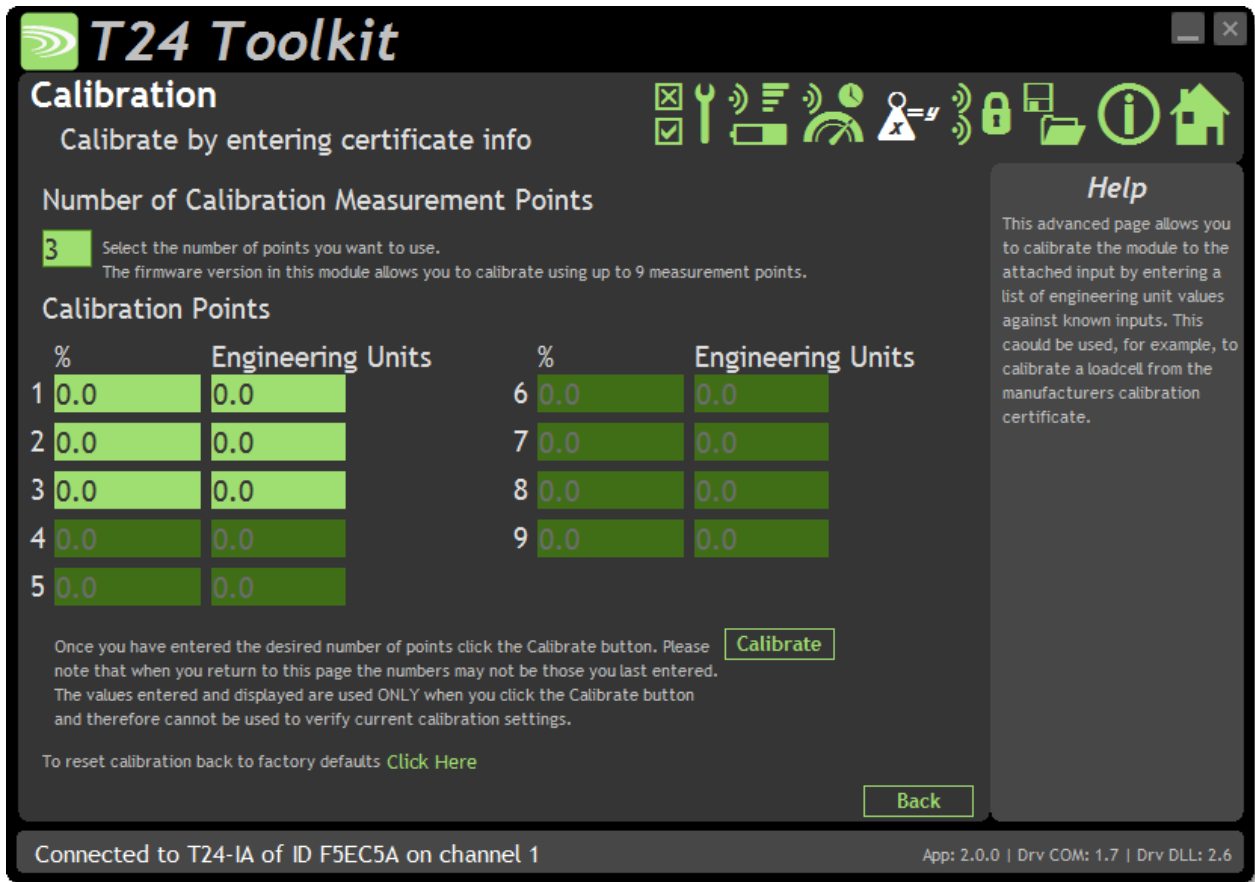 T24 Toolkit
Calibration
Calibrate by entering certificate info
x=y
Number of Calibration Measurement Points
3 Select the number of points you want to use.
The firmware version in this module allows you to calibrate using up to 9 measurement points.
Calibration Points
% Engineering Units % Engineering Units
1 0.0 0.0 6 0.0 0.0
2 0.0 0.0 7 0.0 0.0
3 0.0 0.0 8 0.0 0.0
4 0.0 0.0 9 0.0 0.0
5 0.0 0.0
Once you have entered the desired number of points click the Calibrate button. Please
note that when you return to this page the numbers may not be those you last entered.
The values entered and displayed are used ONLY when you click the Calibrate button
and therefore cannot be used to verify current calibration settings.
Calibrate
To reset calibration back to factory defaults Click Here
Back
Help
This advanced page allows you
to calibrate the module to the
attached input by entering a
list of engineering unit values
against known inputs. This
caould be used, for example, to
calibrate a loadcell from the
manufacturers calibration
certificate.
Connected to T24-IA of ID F5EC5A on channel 1
App: 2.0.0 | Drv COM: 1.7 | Drv DLL: 2.6